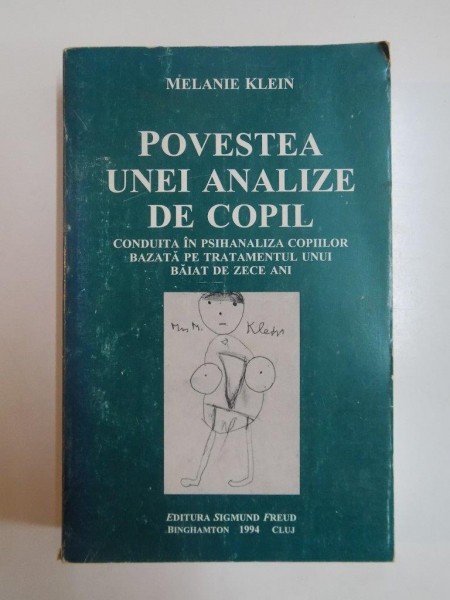 MELANIE KLEIN
POVESTEA
UNEI ANALIZE
DE COPIL
CONDUITA ÎN PSIHANALIZA COPIILOR
BAZATĂ PE TRATAMENTUL UNUI
BĂIAT DE ZECE ANI
Mrs M. Klein
EDITURA SIGMUND FREUD
BINGHAMTON 1994 CLUJ